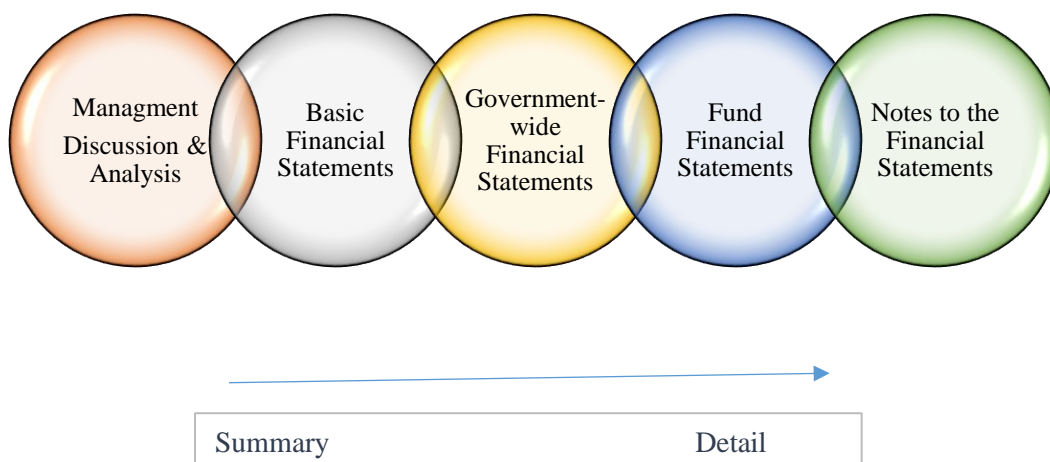 Managment
Discussion &
Analysis
Basic
Financial
Statements
Government-
wide
Financial
Statements
Fund
Financial
Statements
Notes to the
Financial
Statements
Summary Detail